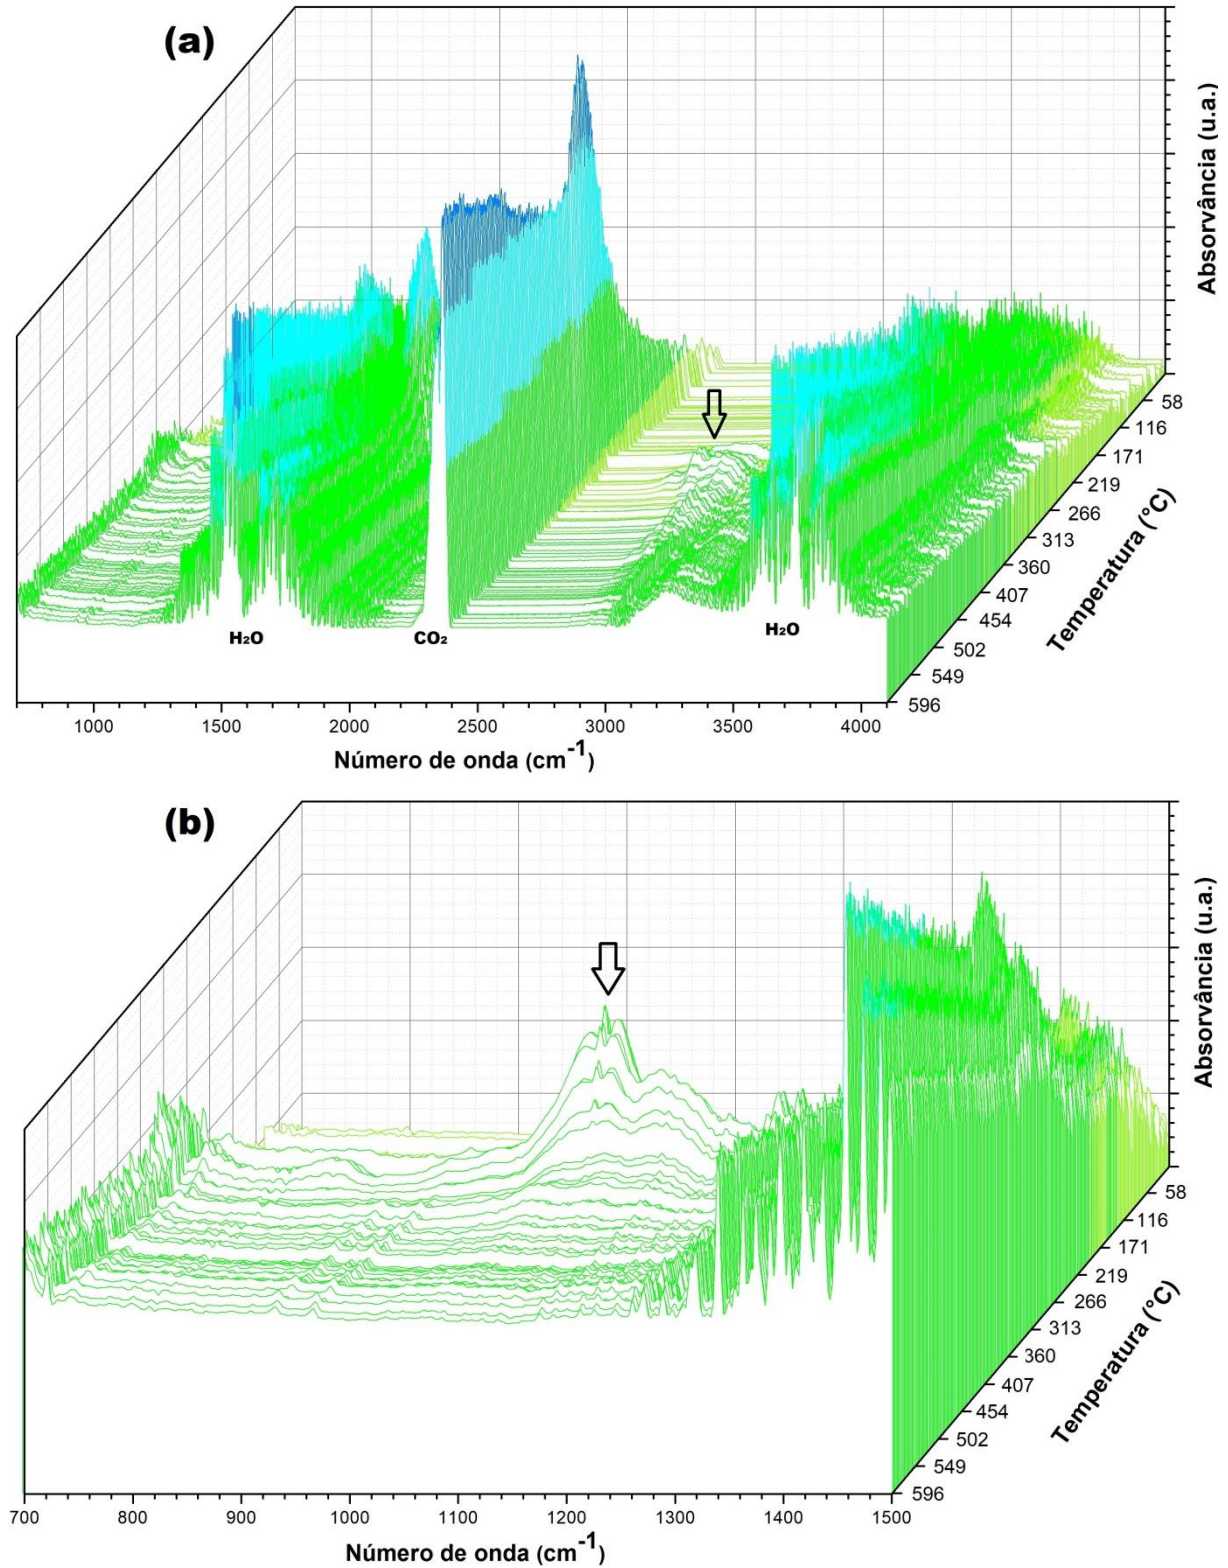 (a)
Absorvância (u.a.)
58
116
171
219
266
313
360
407
454
502
549
596
Temperatura (°C)
H₂O
CO₂
H₂O
1000 1500 2000 2500 3000 3500 4000
Número de onda (cm⁻¹)
(b)
Absorvância (u.a.)
58
116
171
219
266
313
360
407
454
502
549
596
Temperatura (°C)
700 800 900 1000 1100 1200 1300 1400 1500
Número de onda (cm⁻¹)